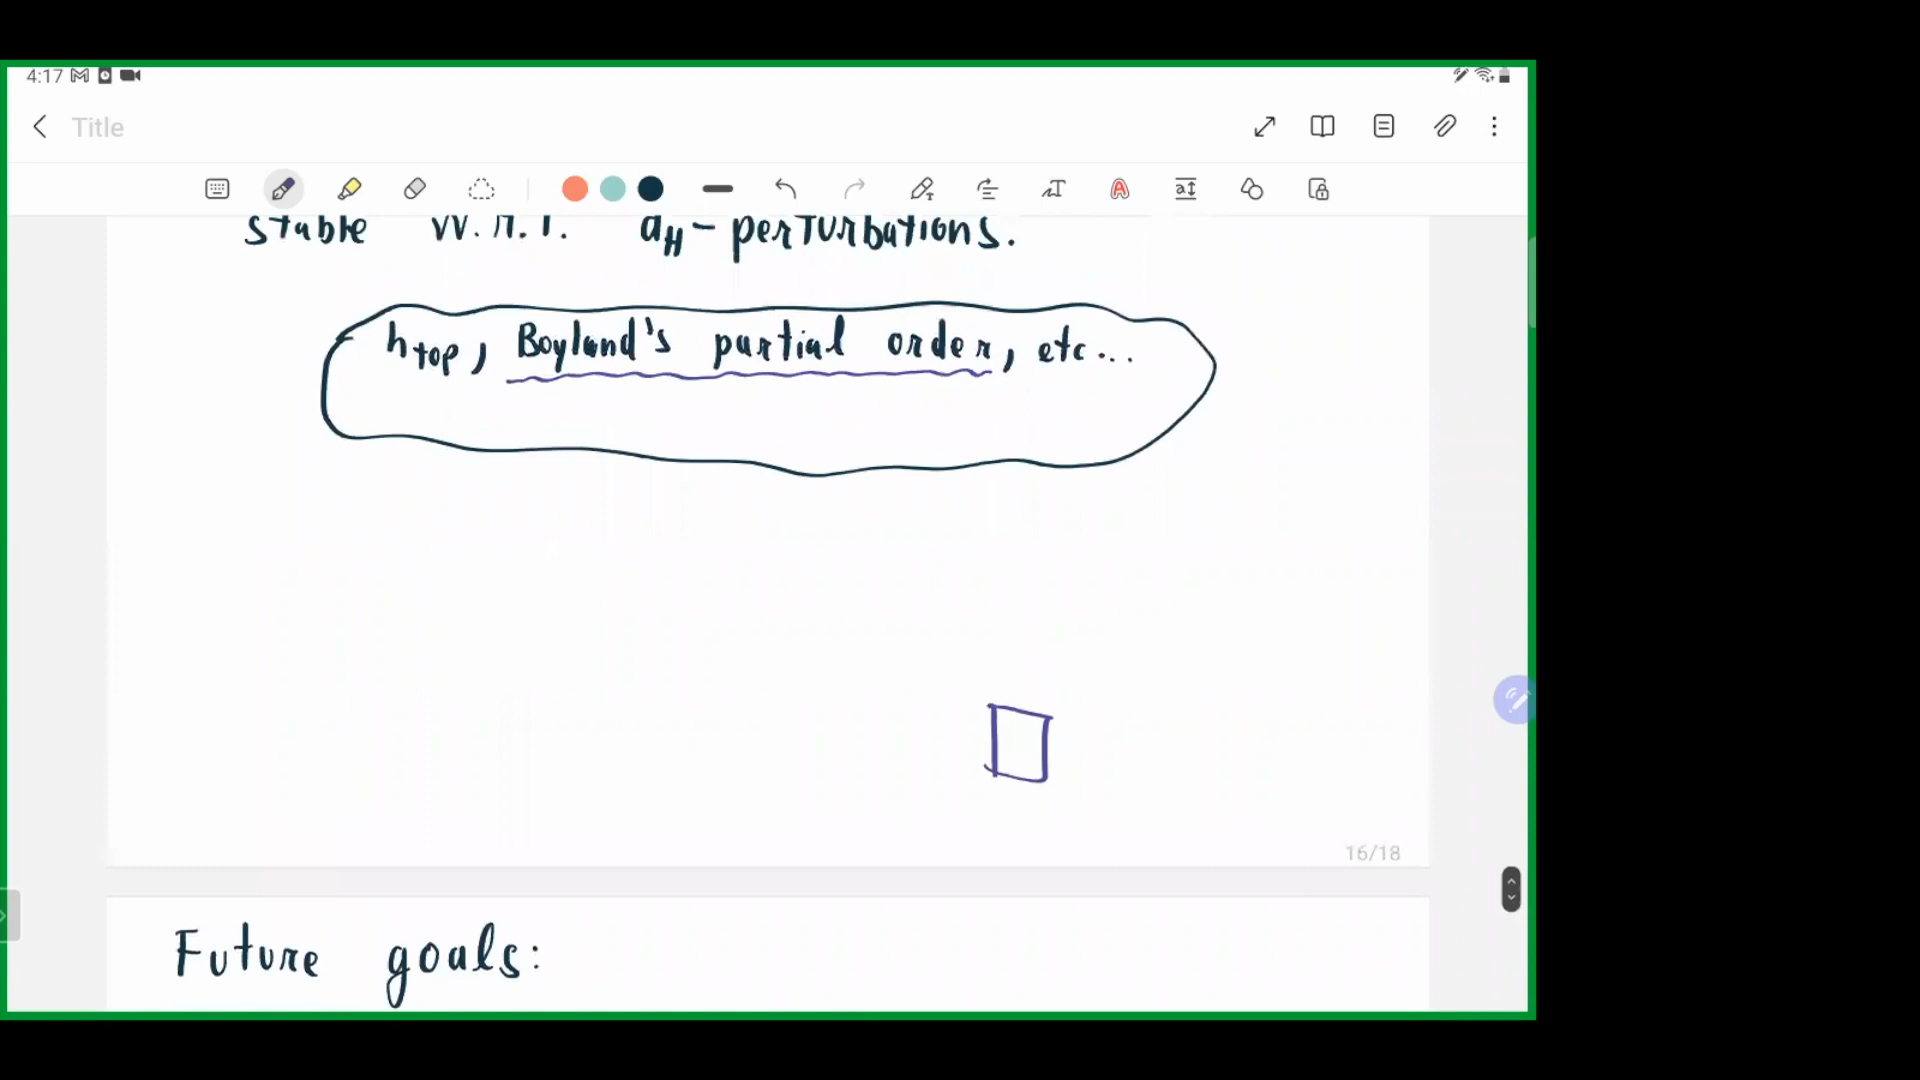 4:17
Title
stable w.r.t. d_H - perturbations.
h_top, Boyland's partial order, etc...
16/18
Future goals: